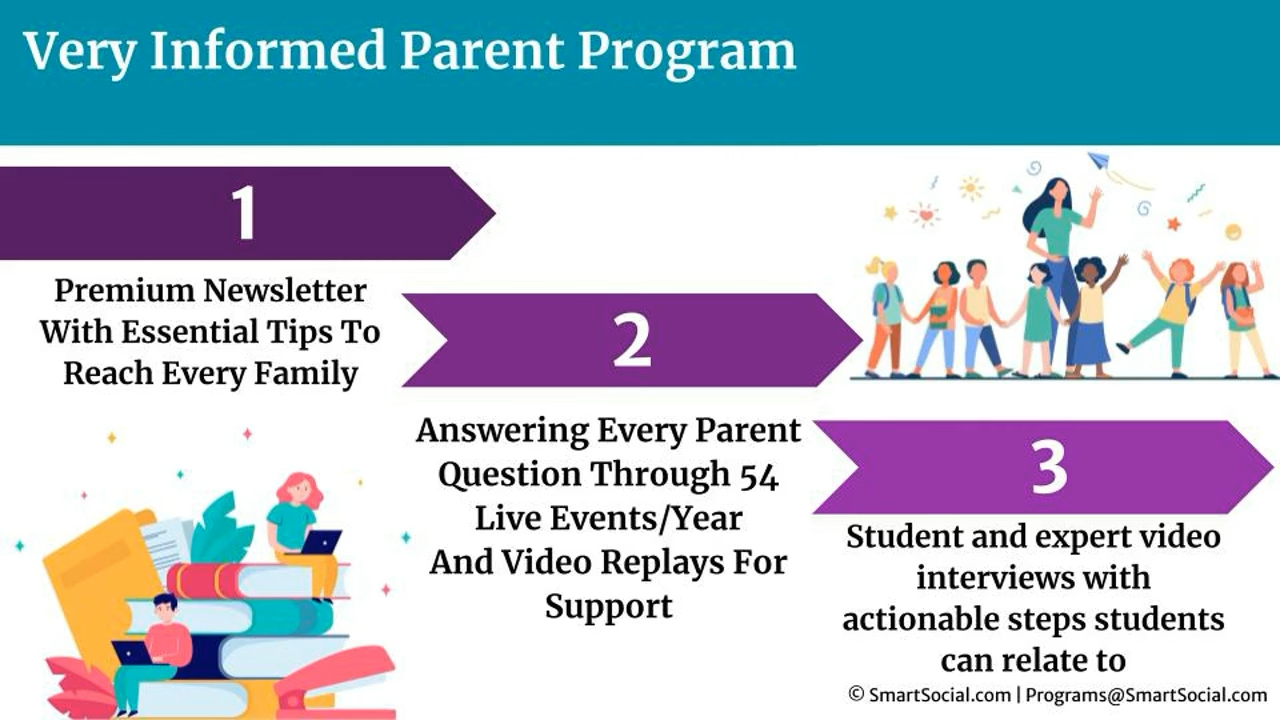 Very Informed Parent Program
1
Premium Newsletter
With Essential Tips To
Reach Every Family
2
Answering Every Parent
Question Through 54
Live Events/Year
And Video Replays For
Support
3
Student and expert video
interviews with
actionable steps students
can relate to
© SmartSocial.com | Programs@SmartSocial.com